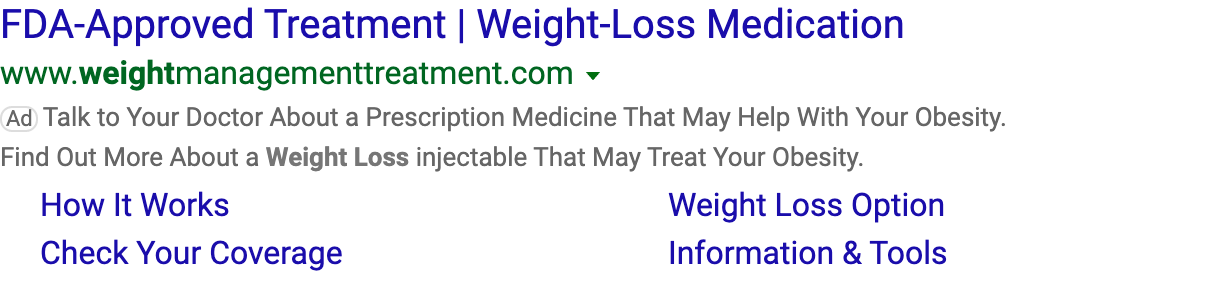 FDA-Approved Treatment | Weight-Loss Medication
www.weightmanagementtreatment.com
Ad Talk to Your Doctor About a Prescription Medicine That May Help With Your Obesity.
Find Out More About a Weight Loss injectable That May Treat Your Obesity.
How It Works Weight Loss Option
Check Your Coverage Information & Tools